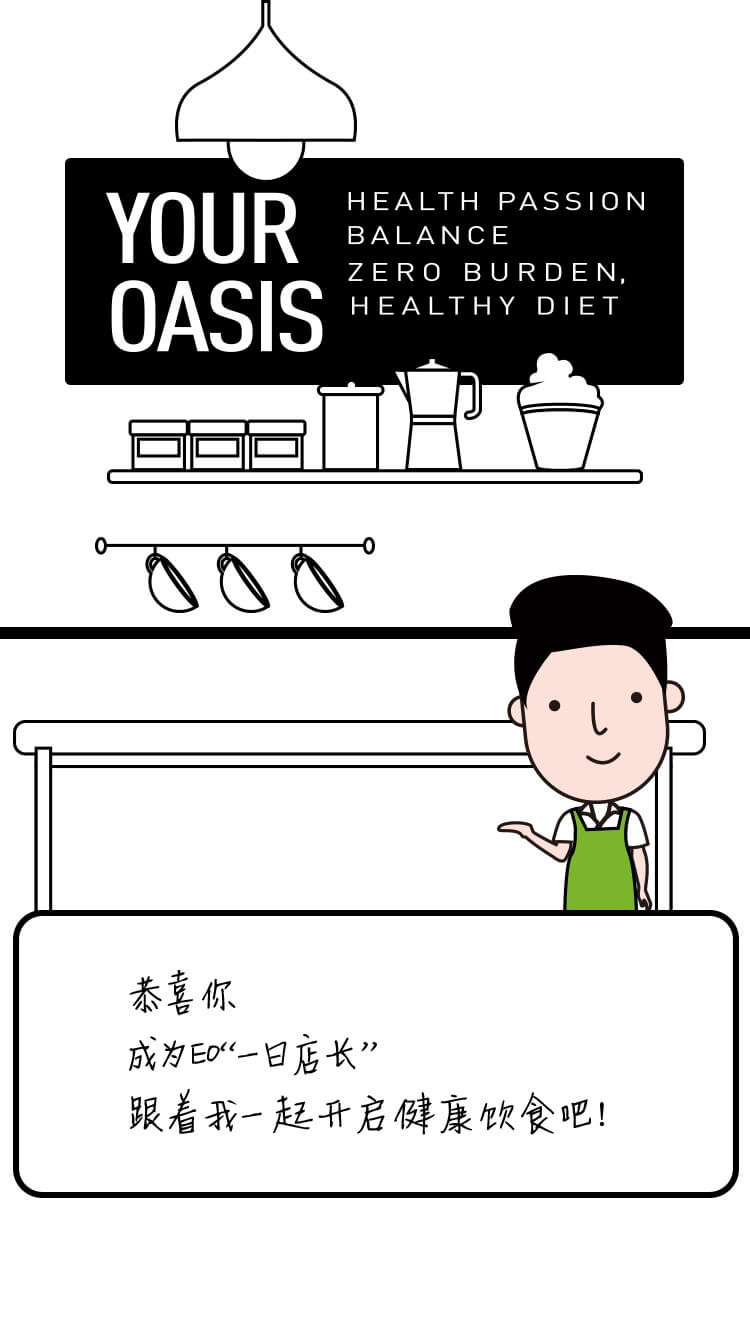 YOUR
OASIS
HEALTH PASSION
BALANCE
ZERO BURDEN,
HEALTHY DIET
恭喜你
成为EO“一日店长”
跟着我一起开启健康饮食吧!